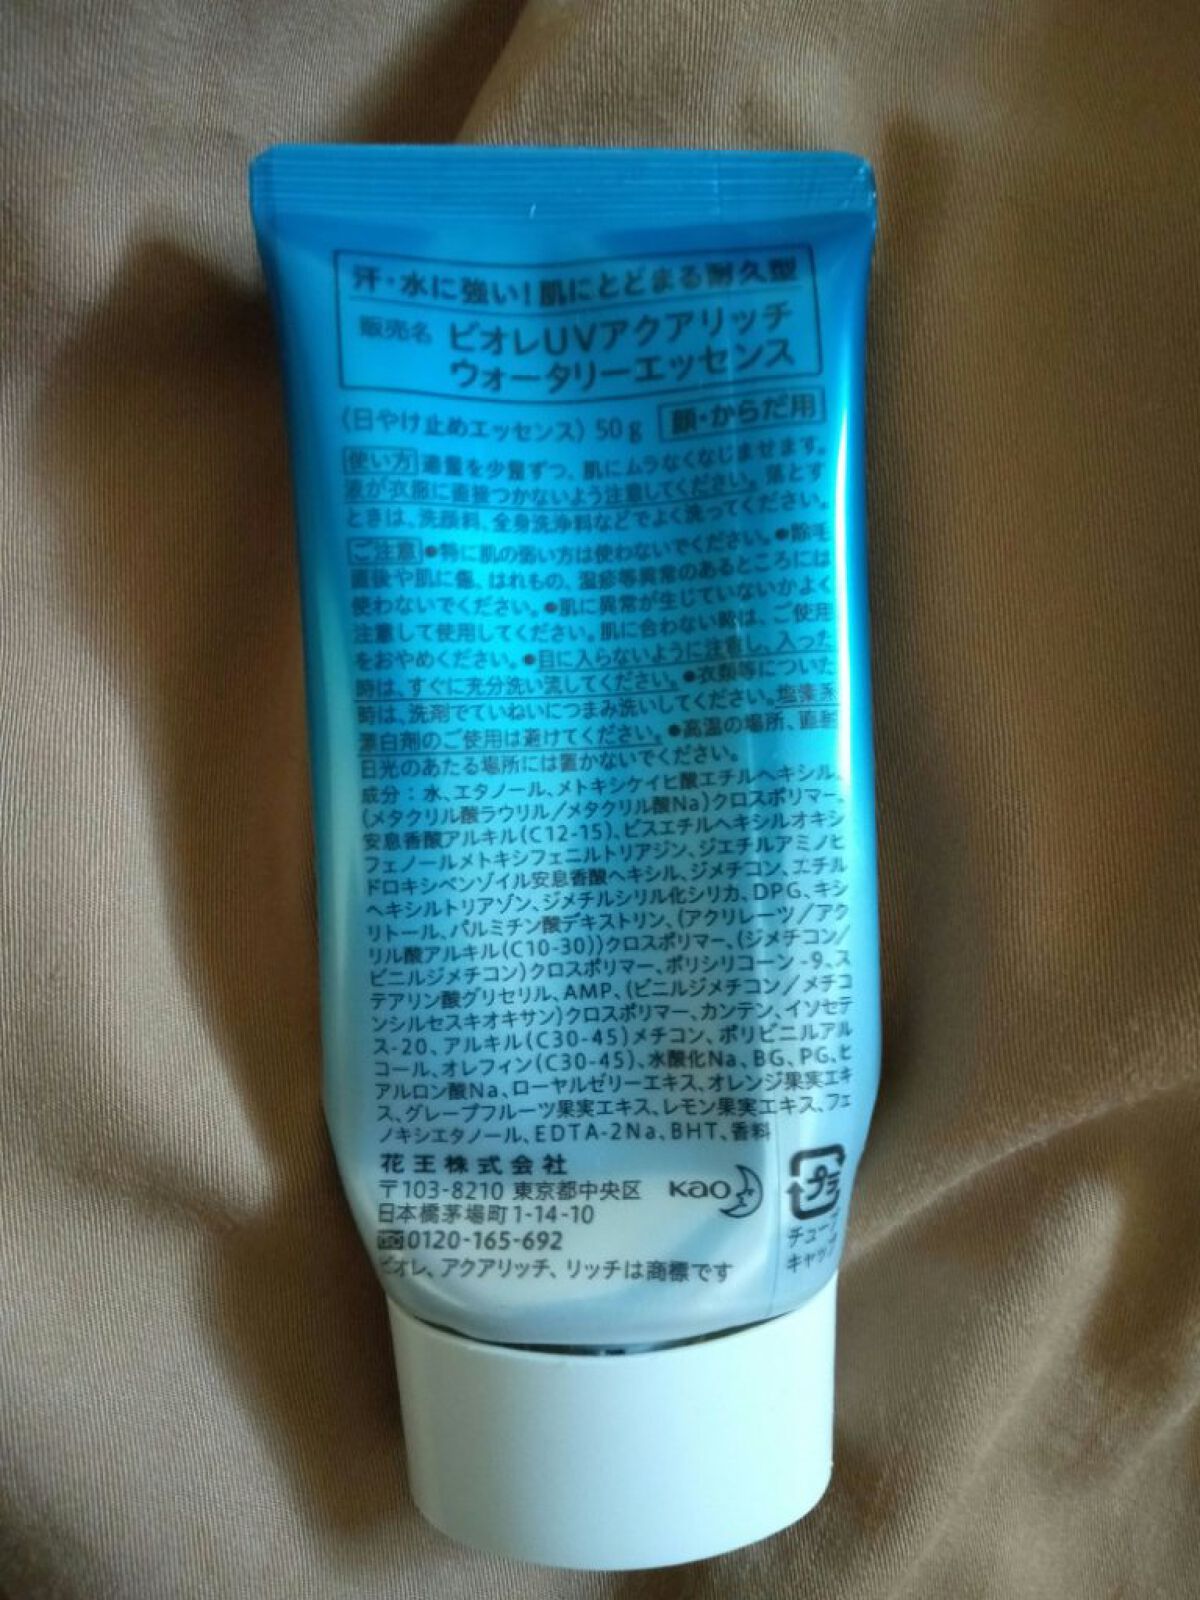 汗・水に強い!肌にとどまる耐久型
販売名 ビオレUVアクアリッチ
ウォータリーエッセンス
〈日やけ止めエッセンス〉50g 顔・からだ用
使い方 適量を少量ずつ、肌にムラなくなじませます。
液が衣服に直接つかないよう注意してください。落とす
ときは、洗顔料、全身洗浄料などでよく洗ってください。
ご注意 ●特に肌の弱い方は使わないでください。●除毛
直後や肌に傷、はれもの、湿疹等異常のあるところには
使わないでください。●肌に異常が生じていないかよく
注意して使用してください。肌に合わない時は、ご使用
をおやめください。●目に入らないように注意し、入った
時は、すぐに充分洗い流してください。●衣類等についた
時は、洗剤でていねいにつまみ洗いしてください。塩素系
漂白剤のご使用は避けてください。●高温の場所、直射
日光のあたる場所には置かないでください。
成分:水、エタノール、メトキシケイヒ酸エチルヘキシル、
(メタクリル酸ラウリル/メタクリル酸Na)クロスポリマー、
安息香酸アルキル(C12-15)、ビスエチルヘキシルオキシ
フェノールメトキシフェニルトリアジン、ジエチルアミノヒ
ドロキシベンゾイル安息香酸ヘキシル、ジメチコン、エチル
ヘキシルトリアゾン、ジメチルシリル化シリカ、DPG、キシ
リトール、パルミチン酸デキストリン、(アクリレーツ/アク
リル酸アルキル(C10-30))クロスポリマー、(ジメチコン/
ビニルジメチコン)クロスポリマー、ポリシリコーン-9、ス
テアリン酸グリセリル、AMP、(ビニルジメチコン/メチコ
ンシルセスキオキサン)クロスポリマー、カンテン、イソセテ
ス-20、アルキル(C30-45)メチコン、ポリビニルアル
コール、オレフィン(C30-45)、水酸化Na、BG、PG、ヒ
アルロン酸Na、ローヤルゼリーエキス、オレンジ果実エキ
ス、グレープフルーツ果実エキス、レモン果実エキス、フェ
ノキシエタノール、EDTA-2Na、BHT、香料
花王株式会社
〒103-8210 東京都中央区
日本橋茅場町1-14-10
0120-165-692
ビオレ、アクアリッチ、リッチは商標です
Kao
プラ
チューブ
キャップ